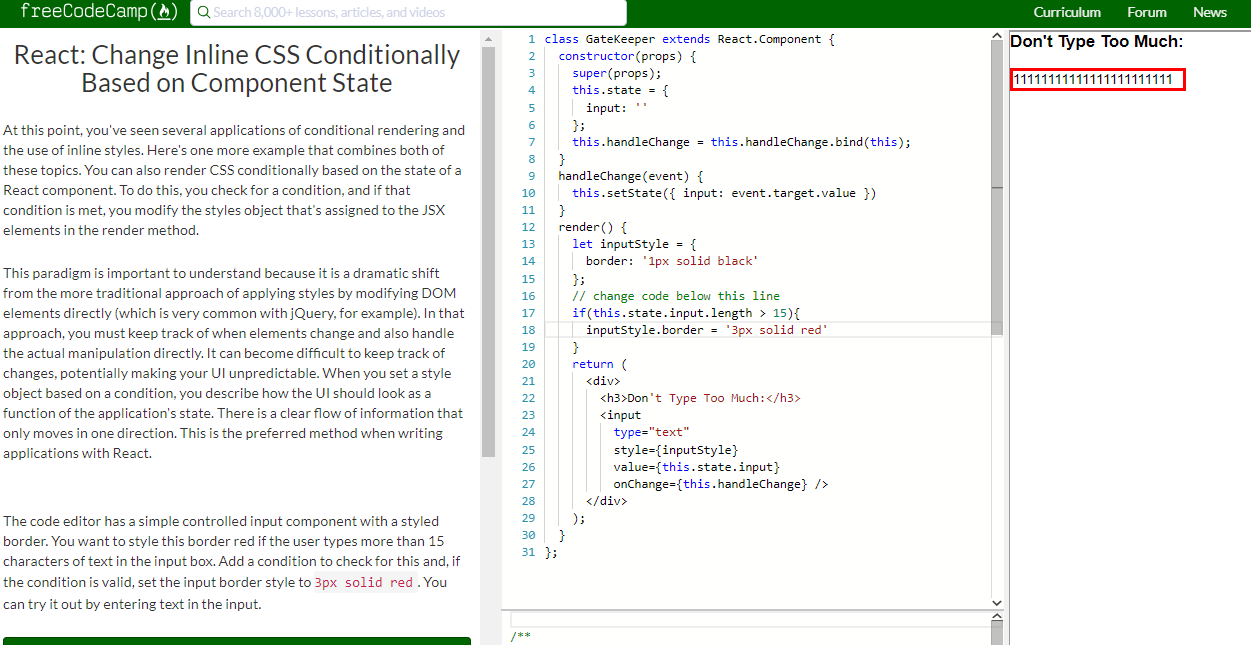 freeCodeCamp
Search 8,000+ lessons, articles, and videos
Curriculum Forum News
React: Change Inline CSS Conditionally
Based on Component State
At this point, you've seen several applications of conditional rendering and
the use of inline styles. Here's one more example that combines both of
these topics. You can also render CSS conditionally based on the state of a
React component. To do this, you check for a condition, and if that
condition is met, you modify the styles object that's assigned to the JSX
elements in the render method.
This paradigm is important to understand because it is a dramatic shift
from the more traditional approach of applying styles by modifying DOM
elements directly (which is very common with jQuery, for example). In that
approach, you must keep track of when elements change and also handle
the actual manipulation directly. It can become difficult to keep track of
changes, potentially making your UI unpredictable. When you set a style
object based on a condition, you describe how the UI should look as a
function of the application's state. There is a clear flow of information that
only moves in one direction. This is the preferred method when writing
applications with React.
The code editor has a simple controlled input component with a styled
border. You want to style this border red if the user types more than 15
characters of text in the input box. Add a condition to check for this and, if
the condition is valid, set the input border style to 3px solid red . You
can try it out by entering text in the input.
1 class GateKeeper extends React.Component {
2 constructor(props) {
3 super(props);
4 this.state = {
5 input: ''
6 };
7 this.handleChange = this.handleChange.bind(this);
8 }
9 handleChange(event) {
10 this.setState({ input: event.target.value })
11 }
12 render() {
13 let inputStyle = {
14 border: '1px solid black'
15 };
16 // change code below this line
17 if(this.state.input.length > 15){
18 inputStyle.border = '3px solid red'
19 }
20 return (
21 <div>
22 <h3>Don't Type Too Much:</h3>
23 <input
24 type="text"
25 style={inputStyle}
26 value={this.state.input}
27 onChange={this.handleChange} />
28 </div>
29 );
30 }
31 };
/**
Don't Type Too Much:
11111111111111111111111